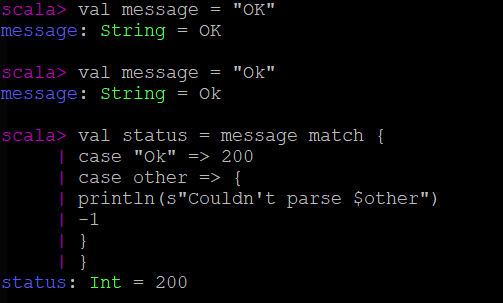 scala> val message = "OK"
message: String = OK
scala> val message = "Ok"
message: String = Ok
scala> val status = message match {
| case "Ok" => 200
| case other => {
| println(s"Couldn't parse $other")
| -1
| }
| }
status: Int = 200